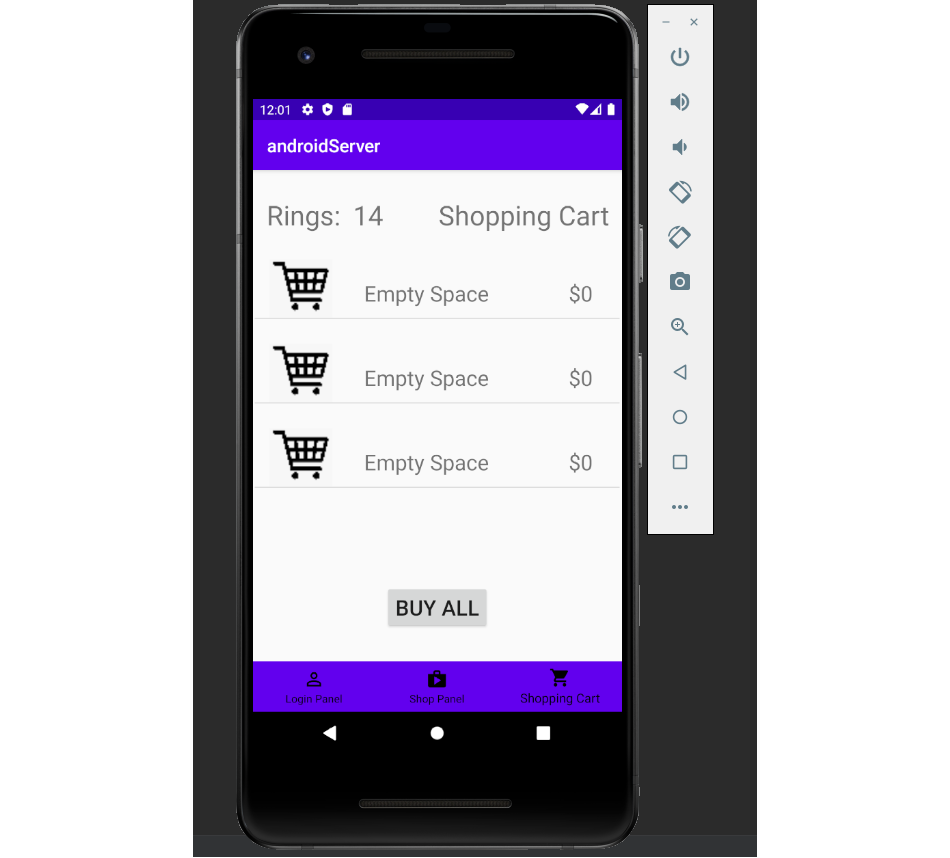 12:01
androidServer
Rings: 14 Shopping Cart
Empty Space $0
Empty Space $0
Empty Space $0
BUY ALL
Login Panel Shop Panel Shopping Cart